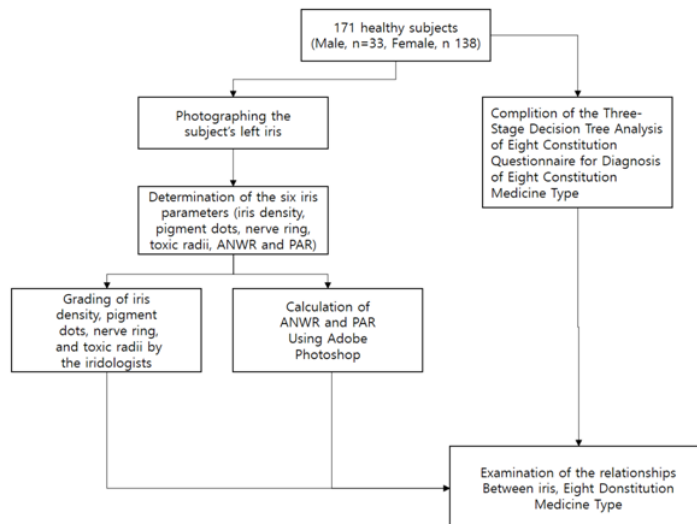 171 healthy subjects
(Male, n=33, Female, n 138)
Photographing the
subject's left iris
Complition of the Three-
Stage Decision Tree Analysis
of Eight Constitution
Questionnaire for Diagnosis
of Eight Constitution
Medicine Type
Determination of the six iris
parameters (iris density,
pigment dots, nerve ring,
toxic radii, ANWR and PAR)
Grading of iris
density, pigment
dots, nerve ring,
and toxic radii by
the iridologists
Calculation of
ANWR and PAR
Using Adobe
Photoshop
Examination of the relationships
Between iris, Eight Donstitution
Medicine Type